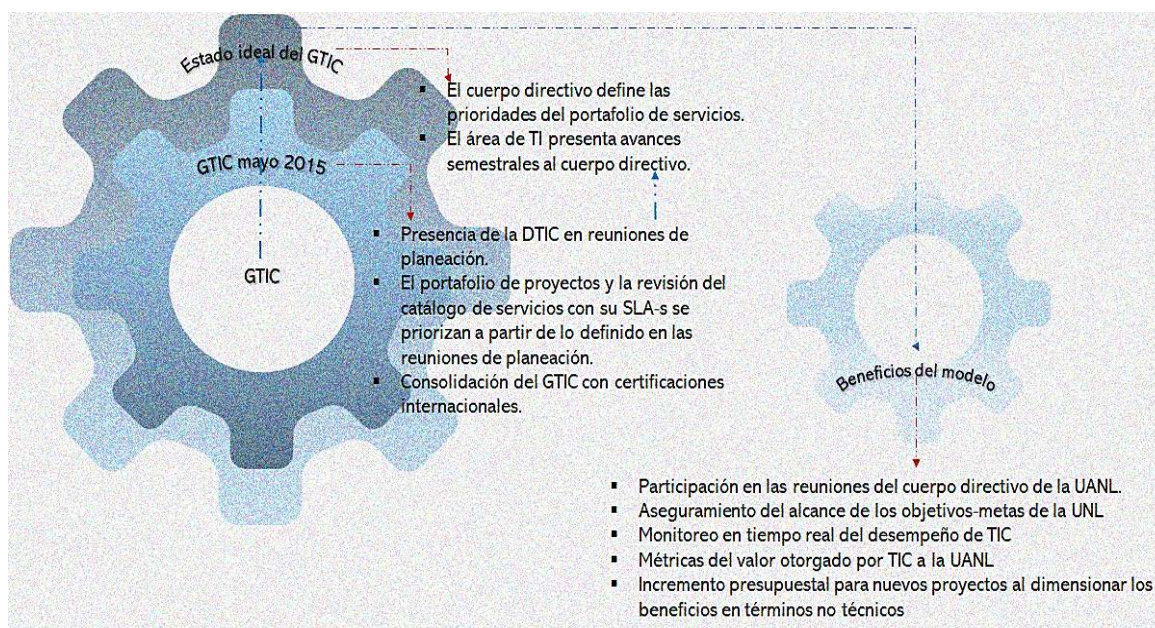 Estado ideal del GTIC
▪ El cuerpo directivo define las
prioridades del portafolio de servicios.
▪ El área de TI presenta avances
semestrales al cuerpo directivo.
GTIC mayo 2015
▪ Presencia de la DTIC en reuniones de
planeación.
▪ El portafolio de proyectos y la revisión del
catálogo de servicios con su SLA-s se
priorizan a partir de lo definido en las
reuniones de planeación.
▪ Consolidación del GTIC con certificaciones
internacionales.
GTIC
Beneficios del modelo
▪ Participación en las reuniones del cuerpo directivo de la UANL.
▪ Aseguramiento del alcance de los objetivos-metas de la UNL
▪ Monitoreo en tiempo real del desempeño de TIC
▪ Métricas del valor otorgado por TIC a la UANL
▪ Incremento presupuestal para nuevos proyectos al dimensionar los
beneficios en términos no técnicos